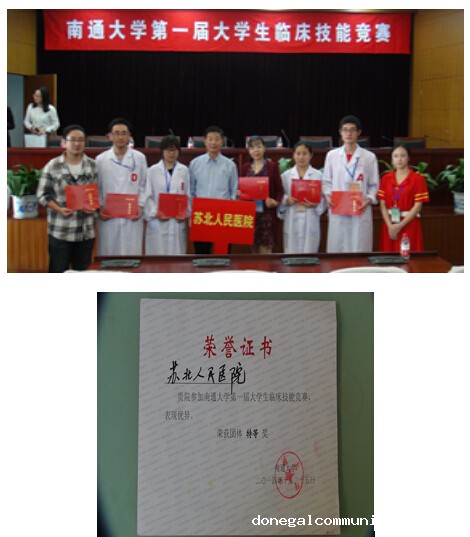 南通大学第一届大学生临床技能竞赛
苏北人民医院
荣誉证书
苏北人民医院
贵院参加南通大学第一届大学生临床技能竞赛,
表现优异,
荣获团体 特等 奖
donegalcommuni